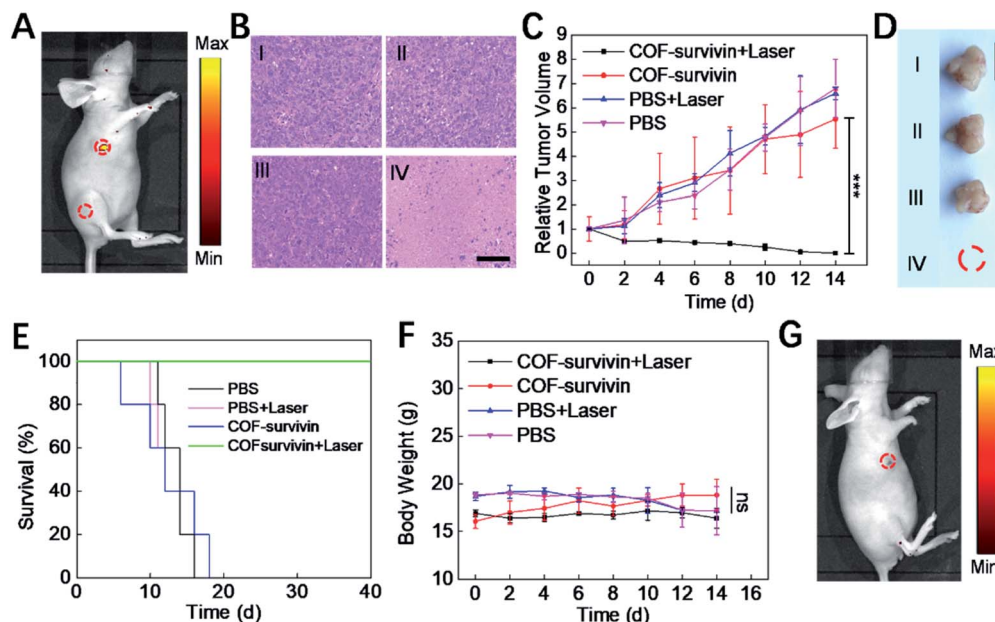 A
Max
Min
B
I
II
III
IV
C
Relative Tumor Volume
9
8
7
6
5
4
3
2
1
0
COF-survivin+Laser
COF-survivin
PBS+Laser
PBS
***
0 2 4 6 8 10 12 14
Time (d)
D
I
II
III
IV
E
Survival (%)
100
80
60
40
20
0
PBS
PBS+Laser
COF-survivin
COFsurvivin+Laser
0 10 20 30 40
Time (d)
F
Body Weight (g)
35
30
25
20
15
10
COF-survivin+Laser
COF-survivin
PBS+Laser
PBS
ns
0 2 4 6 8 10 12 14 16
Time (d)
G
Max
Min